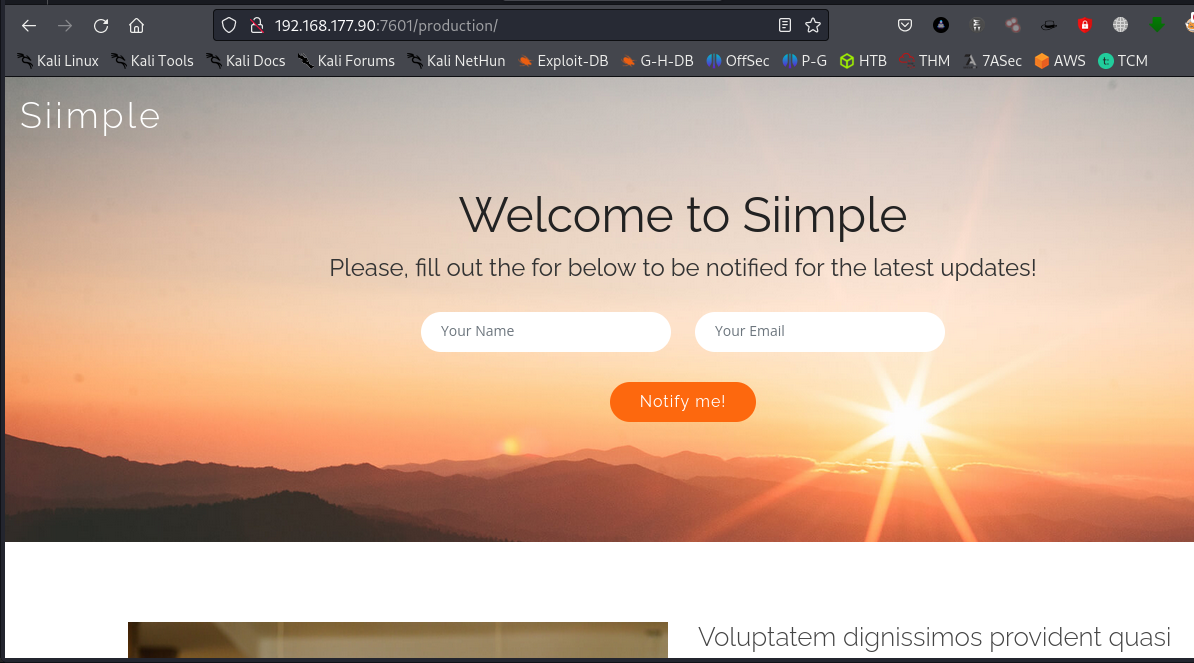 192.168.177.90:7601/production/
Kali Linux Kali Tools Kali Docs Kali Forums Kali NetHun Exploit-DB G-H-DB OffSec P-G HTB THM 7ASec AWS TCM
Siimple
Welcome to Siimple
Please, fill out the for below to be notified for the latest updates!
Your Name Your Email
Notify me!
Voluptatem dignissimos provident quasi